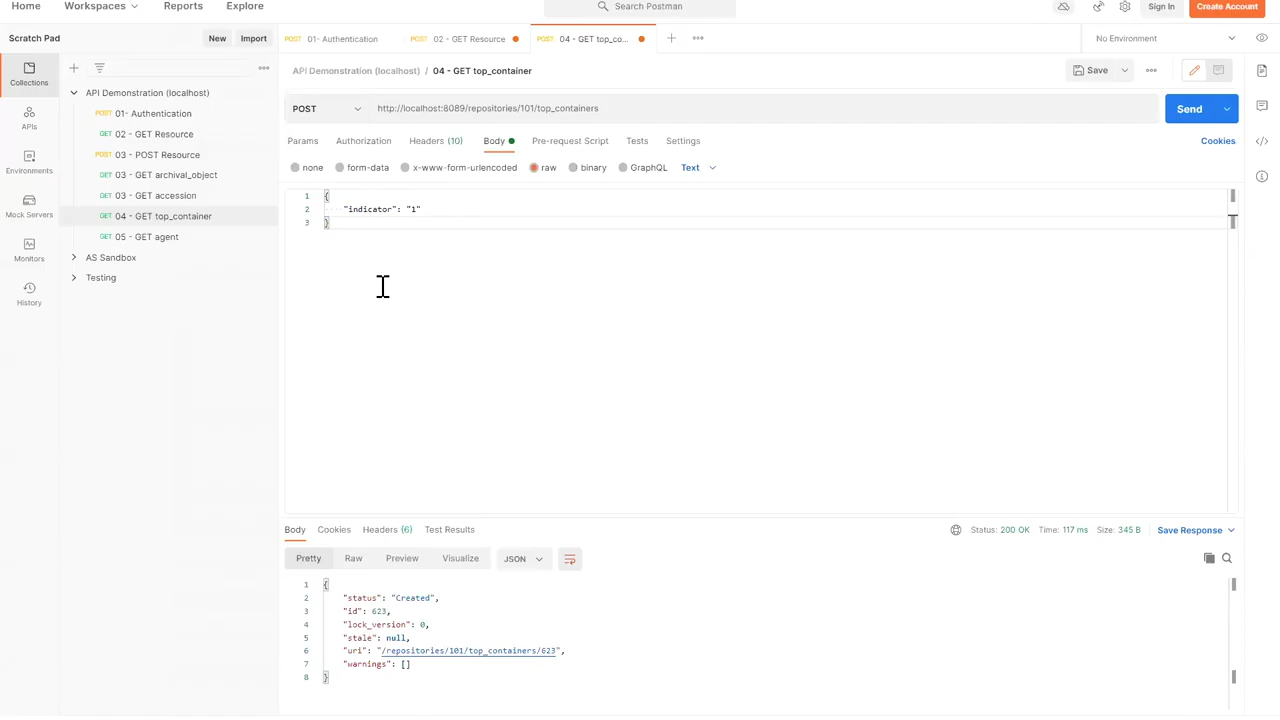 Home Workspaces Reports Explore Search Postman Sign In Create Account
Scratch Pad New Import POST 01- Authentication POST 02 - GET Resource POST 04 - GET top_co... No Environment
API Demonstration (localhost) / 04 - GET top_container Save
Collections
API Demonstration (localhost)
POST http://localhost:8089/repositories/101/top_containers Send
POST 01- Authentication
APIs
GET 02 - GET Resource
Params Authorization Headers (10) Body Pre-request Script Tests Settings Cookies
POST 03 - POST Resource
none form-data x-www-form-urlencoded raw binary GraphQL Text
Environments
GET 03 - GET archival_object
GET 03 - GET accession
1 {
Mock Servers
GET 04 - GET top_container
2 "indicator": "1"
3 }
GET 05 - GET agent
Monitors
AS Sandbox
Testing
History
Body Cookies Headers (6) Test Results Status: 200 OK Time: 117 ms Size: 345 B Save Response
Pretty Raw Preview Visualize JSON
1 {
2 "status": "Created",
3 "id": 623,
4 "lock_version": 0,
5 "stale": null,
6 "uri": "/repositories/101/top_containers/623",
7 "warnings": []
8 }